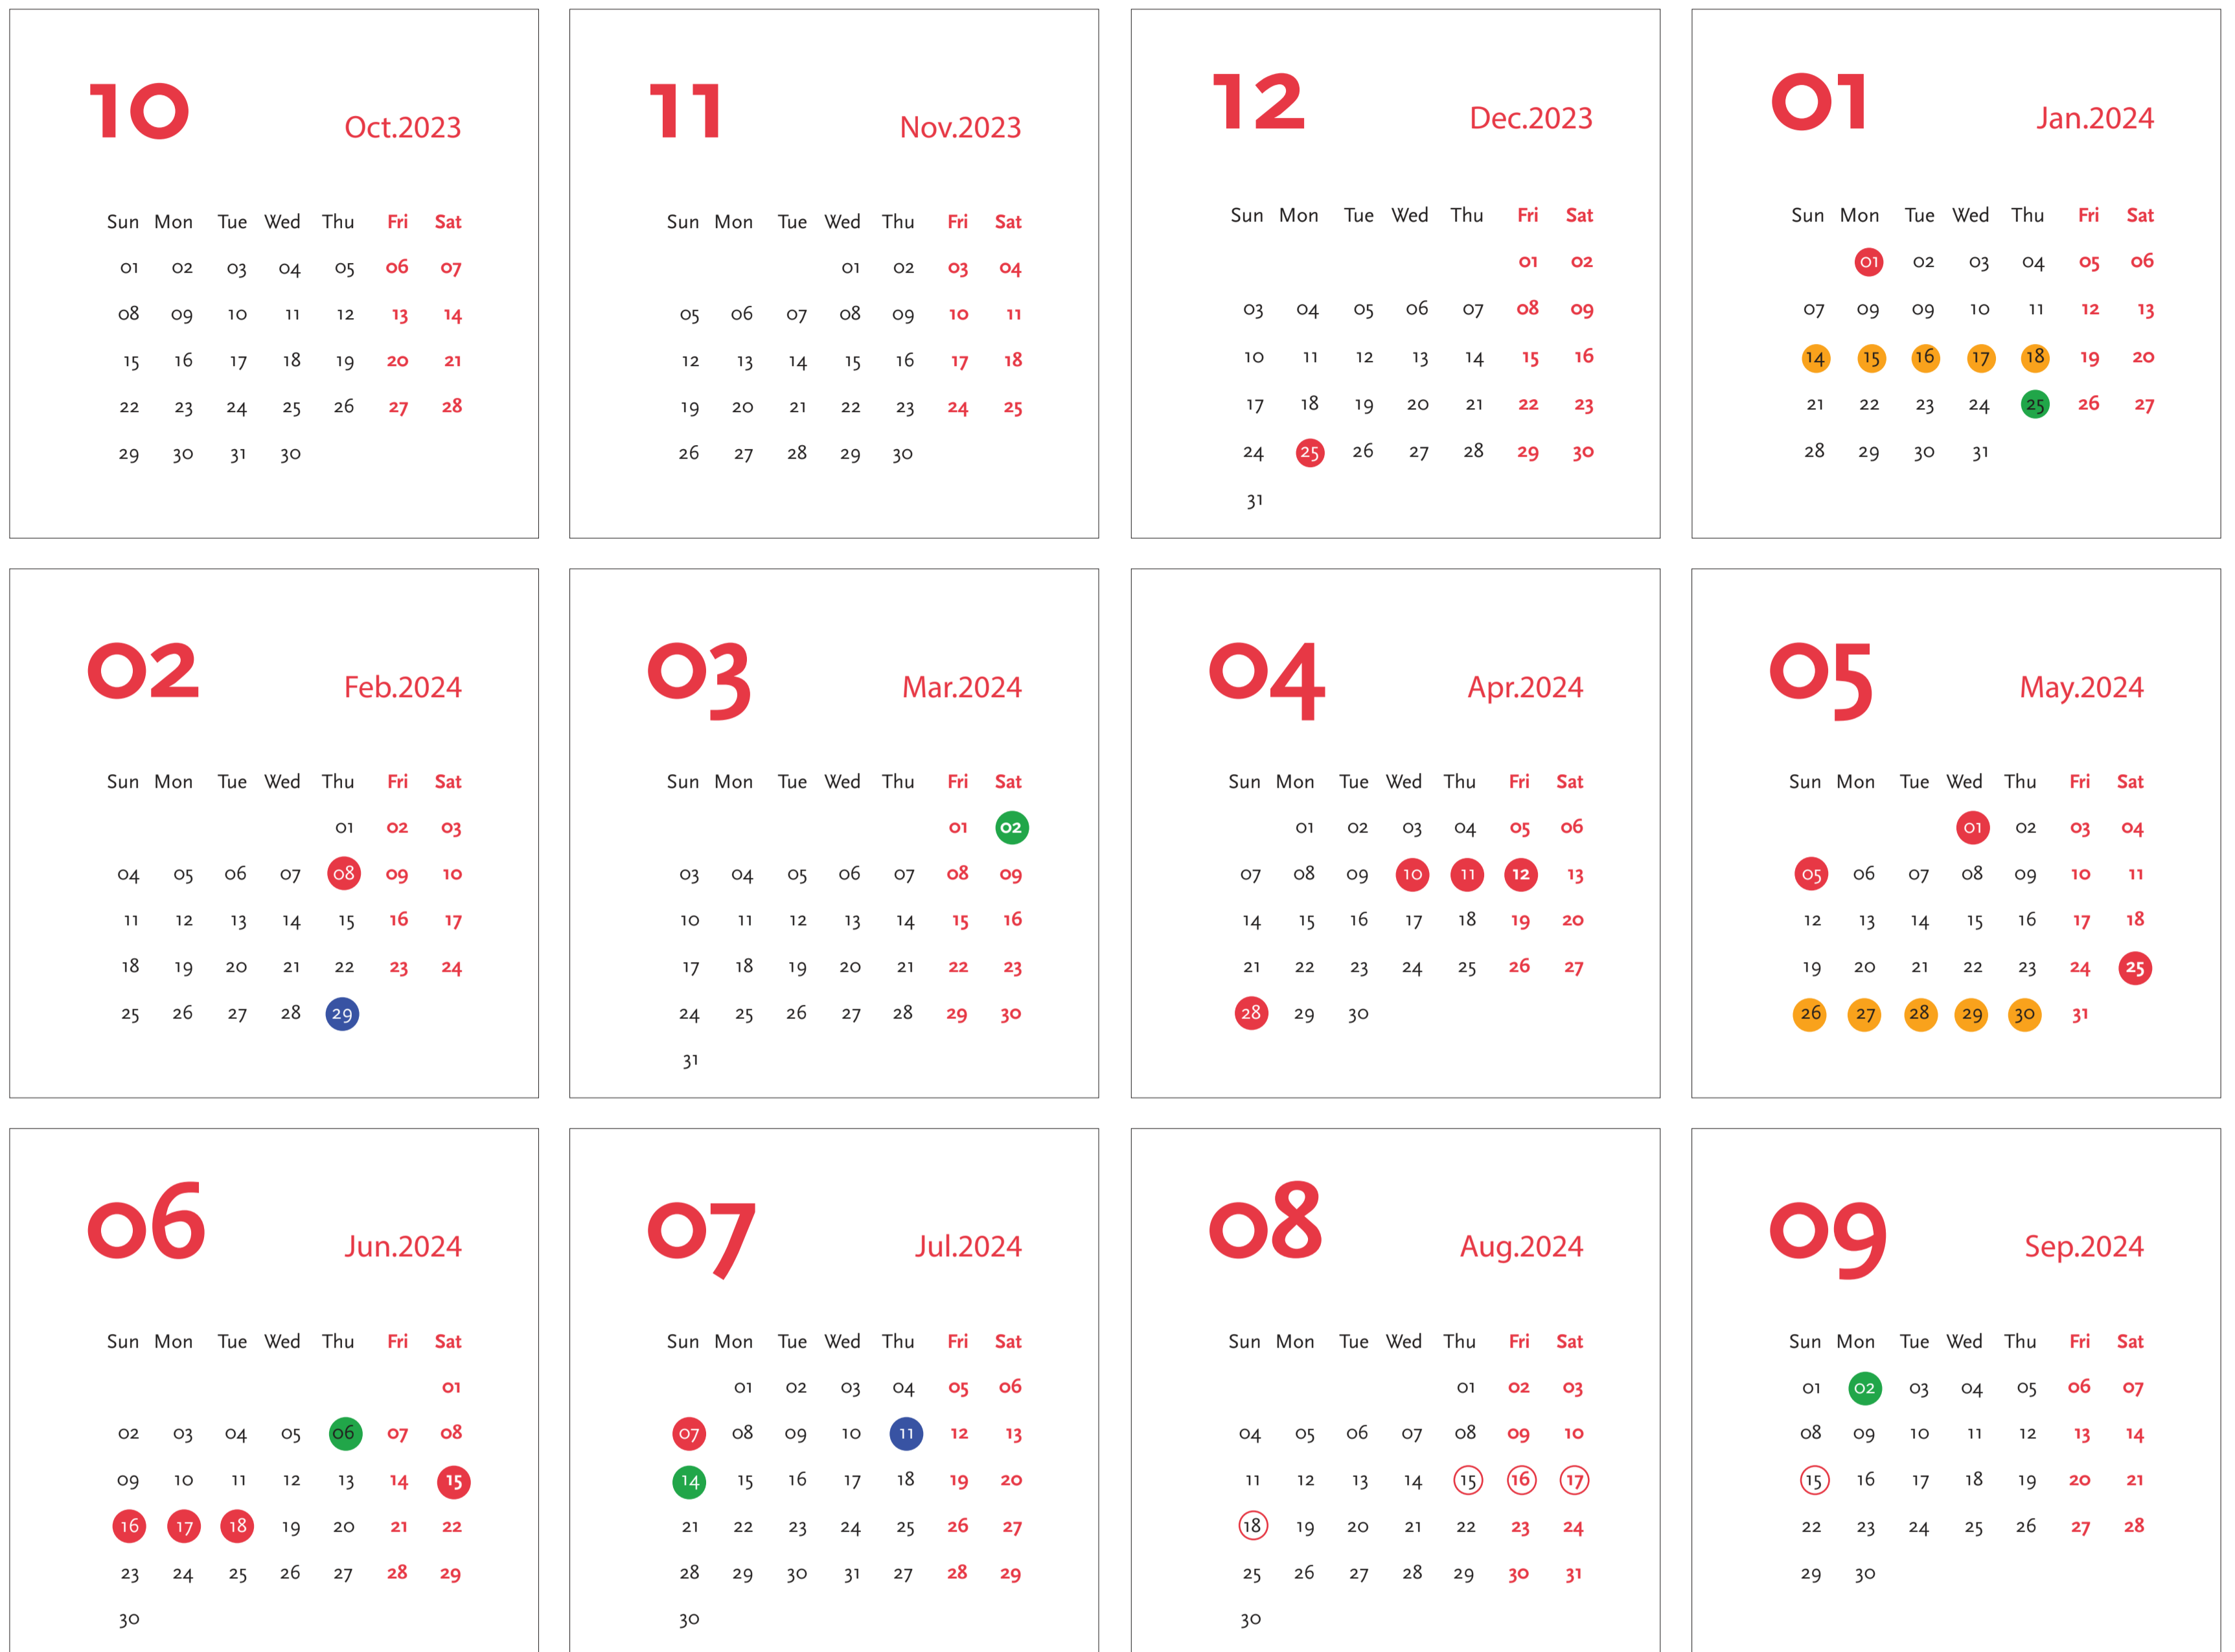 10 Oct.2023
Sun Mon Tue Wed Thu Fri Sat
01 02 03 04 05 06 07
08 09 10 11 12 13 14
15 16 17 18 19 20 21
22 23 24 25 26 27 28
29 30 31 30
11 Nov.2023
Sun Mon Tue Wed Thu Fri Sat
01 02 03 04
05 06 07 08 09 10 11
12 13 14 15 16 17 18
19 20 21 22 23 24 25
26 27 28 29 30
12 Dec.2023
Sun Mon Tue Wed Thu Fri Sat
01 02
03 04 05 06 07 08 09
10 11 12 13 14 15 16
17 18 19 20 21 22 23
24 25 26 27 28 29 30
31
01 Jan.2024
Sun Mon Tue Wed Thu Fri Sat
01 02 03 04 05 06
07 09 09 10 11 12 13
14 15 16 17 18 19 20
21 22 23 24 25 26 27
28 29 30 31
02 Feb.2024
Sun Mon Tue Wed Thu Fri Sat
01 02 03
04 05 06 07 08 09 10
11 12 13 14 15 16 17
18 19 20 21 22 23 24
25 26 27 28 29
03 Mar.2024
Sun Mon Tue Wed Thu Fri Sat
01 02
03 04 05 06 07 08 09
10 11 12 13 14 15 16
17 18 19 20 21 22 23
24 25 26 27 28 29 30
31
04 Apr.2024
Sun Mon Tue Wed Thu Fri Sat
01 02 03 04 05 06
07 08 09 10 11 12 13
14 15 16 17 18 19 20
21 22 23 24 25 26 27
28 29 30
05 May.2024
Sun Mon Tue Wed Thu Fri Sat
01 02 03 04
05 06 07 08 09 10 11
12 13 14 15 16 17 18
19 20 21 22 23 24 25
26 27 28 29 30 31
06 Jun.2024
Sun Mon Tue Wed Thu Fri Sat
01
02 03 04 05 06 07 08
09 10 11 12 13 14 15
16 17 18 19 20 21 22
23 24 25 26 27 28 29
30
07 Jul.2024
Sun Mon Tue Wed Thu Fri Sat
01 02 03 04 05 06
07 08 09 10 11 12 13
14 15 16 17 18 19 20
21 22 23 24 25 26 27
28 29 30 31 27 28 29
30
08 Aug.2024
Sun Mon Tue Wed Thu Fri Sat
01 02 03
04 05 06 07 08 09 10
11 12 13 14 15 16 17
18 19 20 21 22 23 24
25 26 27 28 29 30 31
30
09 Sep.2024
Sun Mon Tue Wed Thu Fri Sat
01 02 03 04 05 06 07
08 09 10 11 12 13 14
15 16 17 18 19 20 21
22 23 24 25 26 27 28
29 30